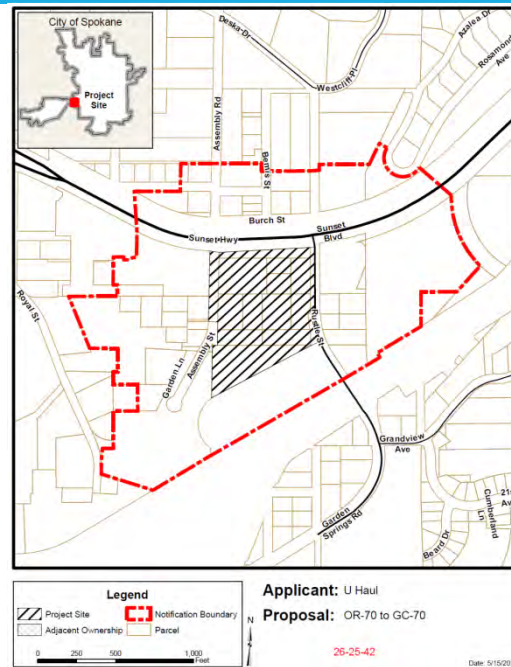 City of Spokane
Project
Site
Deska Dr
Westcliff Pl
Azalea Dr
Rosamond
Ave
Assembly Rd
Bemis St
Burch St
Sunset Hwy
Sunset
Blvd
Royal St
Garden Ln
Assembly St
Rustle St
Grandview
Ave
Garden
Springs Rd
Cumberland
Ln
Beard Dr
Legend
Project Site
Notification Boundary
Adjacent Ownership
Parcel
0 250 500 1,000
Feet
N
Applicant: U Haul
Proposal: OR-70 to GC-70
26-25-42